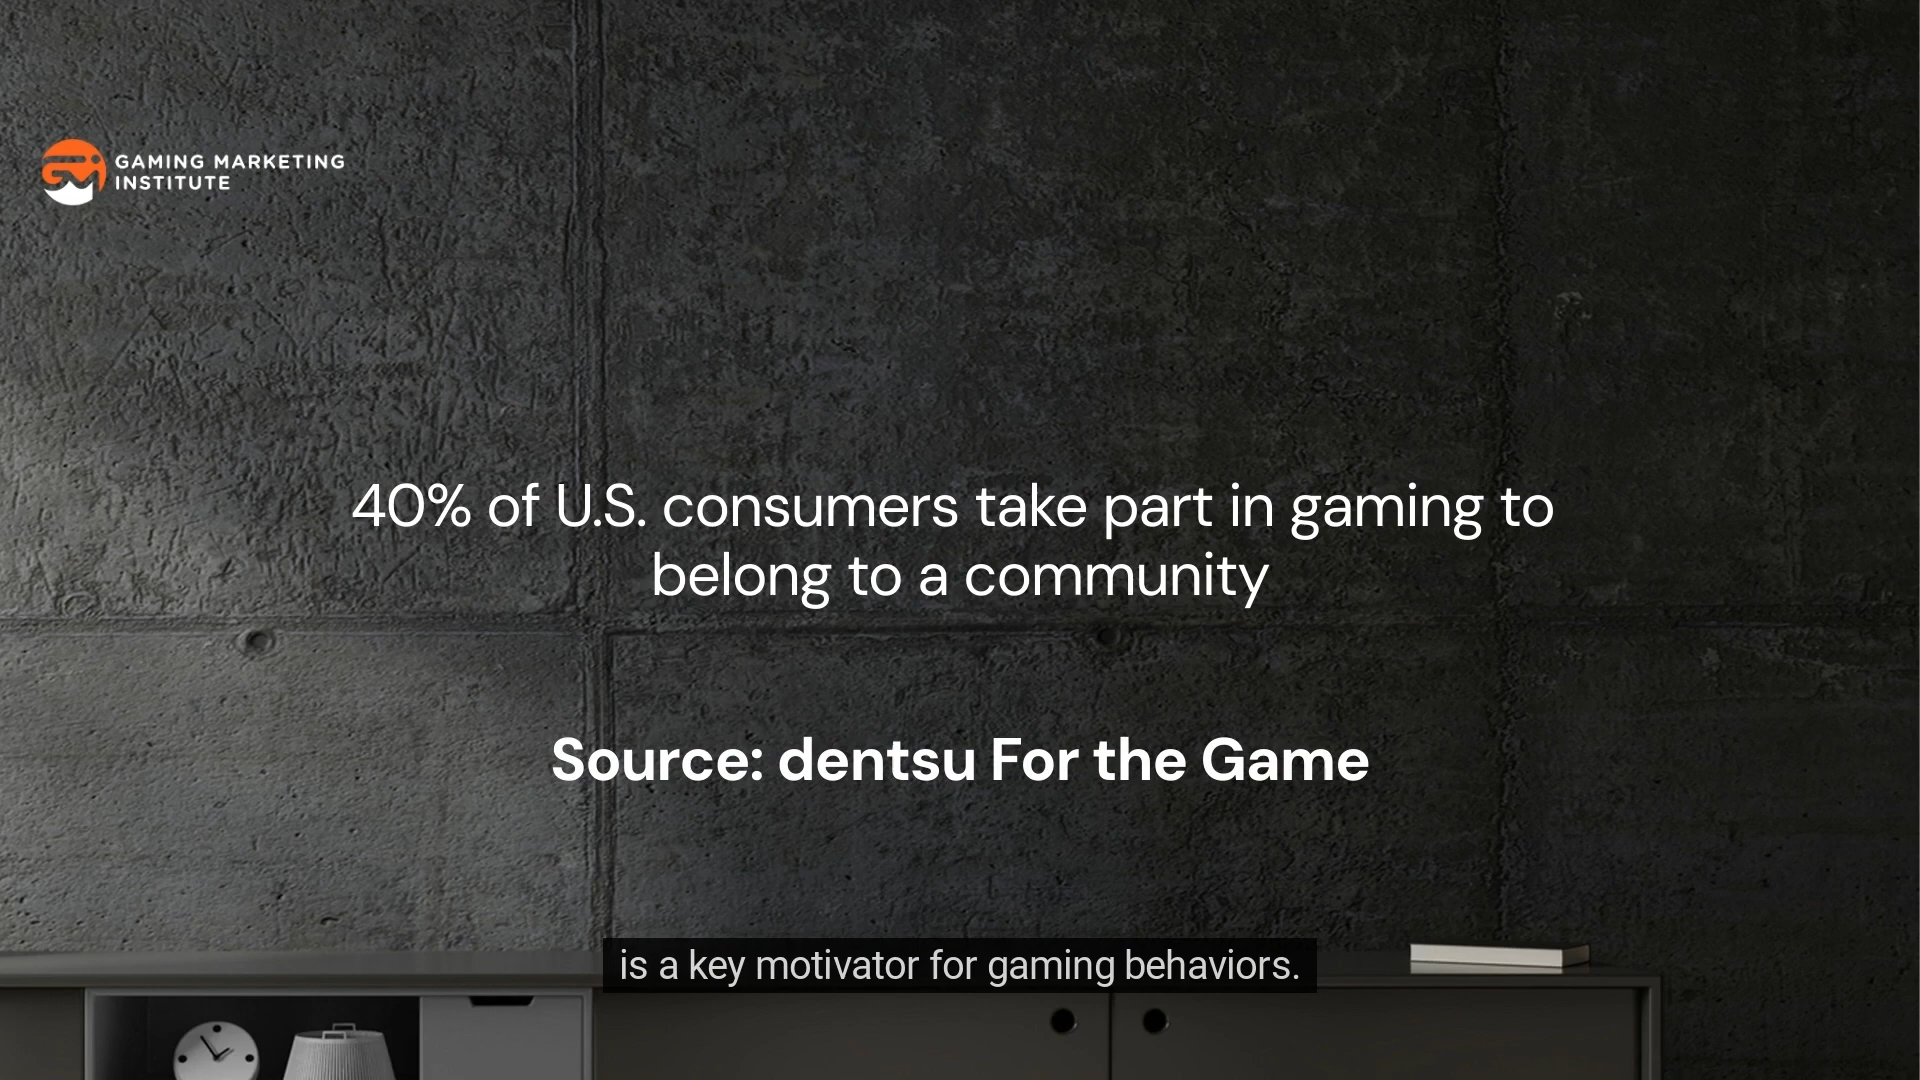 GAMING MARKETING
INSTITUTE
40% of U.S. consumers take part in gaming to
belong to a community
Source: dentsu For the Game
is a key motivator for gaming behaviors.